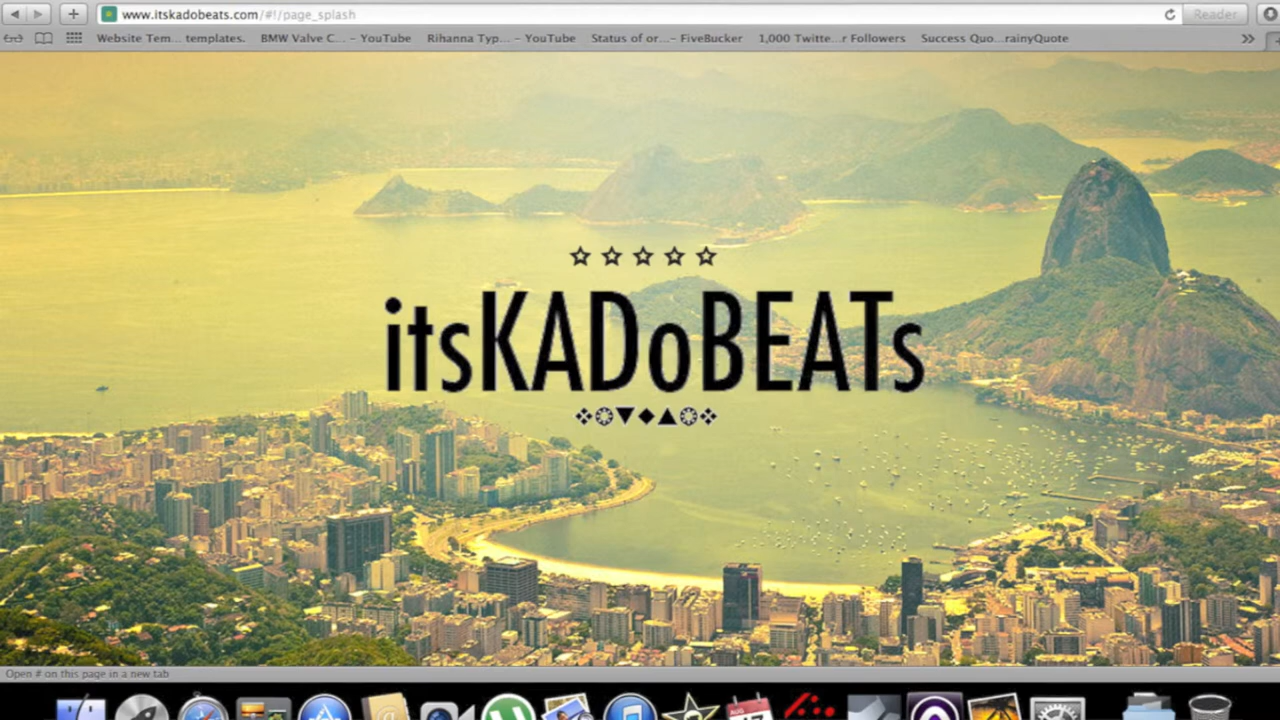 www.itskadobeats.com/#!/page_splash
Reader
Website Tem... templates.
BMW Valve C... – YouTube
Rihanna Typ... – YouTube
Status of or...– FiveBucker
1,000 Twitte...r Followers
Success Quo...rainyQuote
itsKADoBEATs
Open # on this page in a new tab
AUG